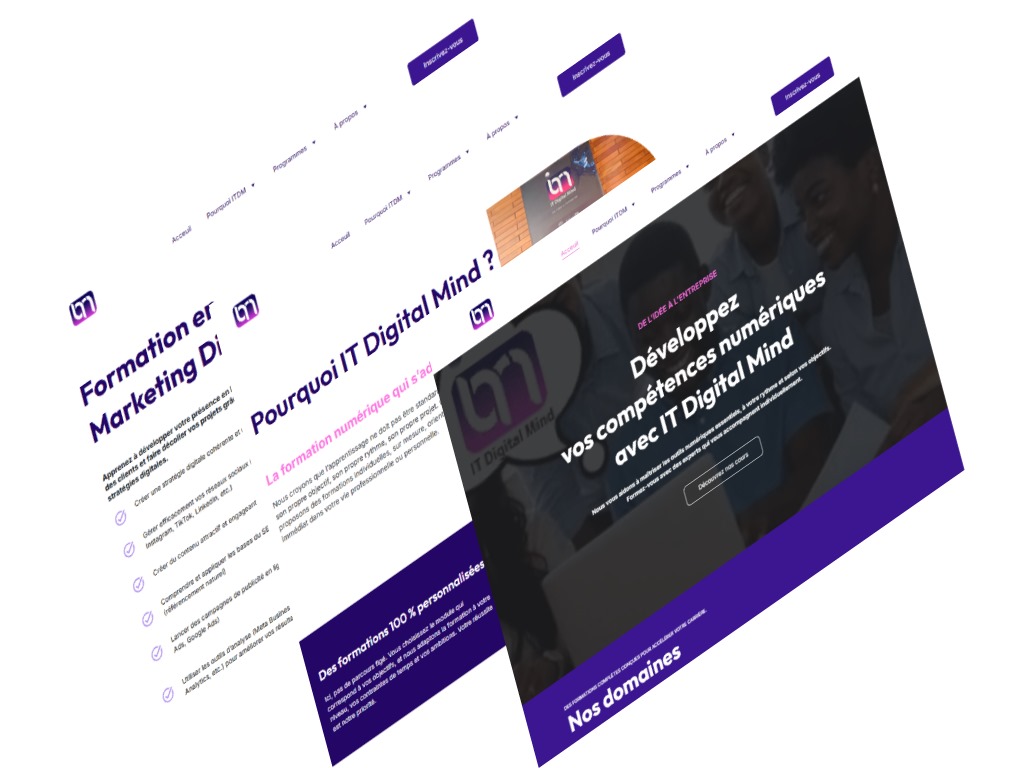 Inscrivez-vous
À propos
Programmes
Pourquoi ITDM
Acceuil
Formation en
Marketing Di
Apprenez à développer votre présence en l
des clients et faire décoller vos projets grâ
stratégies digitales.
Créer une stratégie digitale cohérente et
Gérer efficacement vos réseaux sociaux
Instagram, TikTok, LinkedIn, etc.)
Créer du contenu attractif et engageant
Comprendre et appliquer les bases du SE
(référencement naturel)
Lancer des campagnes de publicité en lig
Ads, Google Ads)
Utiliser les outils d'analyse (Meta Busines
Analytics, etc.) pour améliorer vos résulta
Inscrivez-vous
À propos
Programmes
Pourquoi ITDM
Acceuil
IT Digital Mind
Pourquoi IT Digital Mind ?
La formation numérique qui s'ad
Nous croyons que l'apprentissage ne doit pas être standar
son propre objectif, son propre rythme, son propre projet.
proposons des formations individuelles, sur mesure, orien
immédiat dans votre vie professionnelle ou personnelle.
Des formations 100 % personnalisées
Ici, pas de parcours figé. Vous choisissez le module qui
correspond à vos objectifs, et nous adaptons la formation à votre
niveau, vos contraintes de temps et vos ambitions. Votre réussite
est notre priorité.
Inscrivez-vous
À propos
Programmes
Pourquoi ITDM
Acceuil
IT Digital Mind
DE L'IDÉE À L'ENTREPRISE
Développez
vos compétences numériques
avec IT Digital Mind
Nous vous aidons à maîtriser les outils numériques essentiels, à votre rythme et selon vos objectifs.
Formez-vous avec des experts qui vous accompagnent individuellement.
Découvrez nos cours
DES FORMATIONS COMPLÈTES CONÇUES POUR ACCÉLÉRER VOTRE CARRIÈRE.
Nos domaines